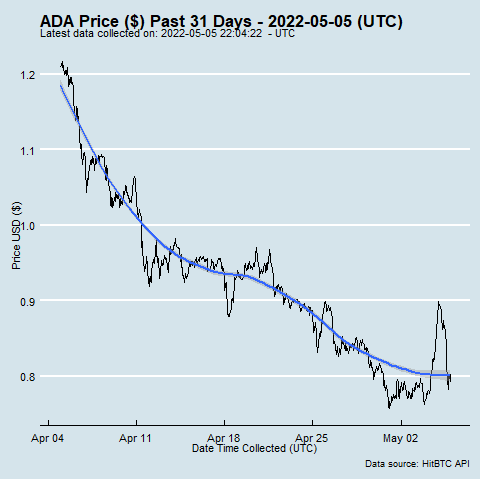 ADA Price ($) Past 31 Days - 2022-05-05 (UTC)
Latest data collected on: 2022-05-05 22:04:22 - UTC
1.2
1.1
1.0
0.9
0.8
Price USD ($)
Apr 04 Apr 11 Apr 18 Apr 25 May 02
Date Time Collected (UTC)
Data source: HitBTC API